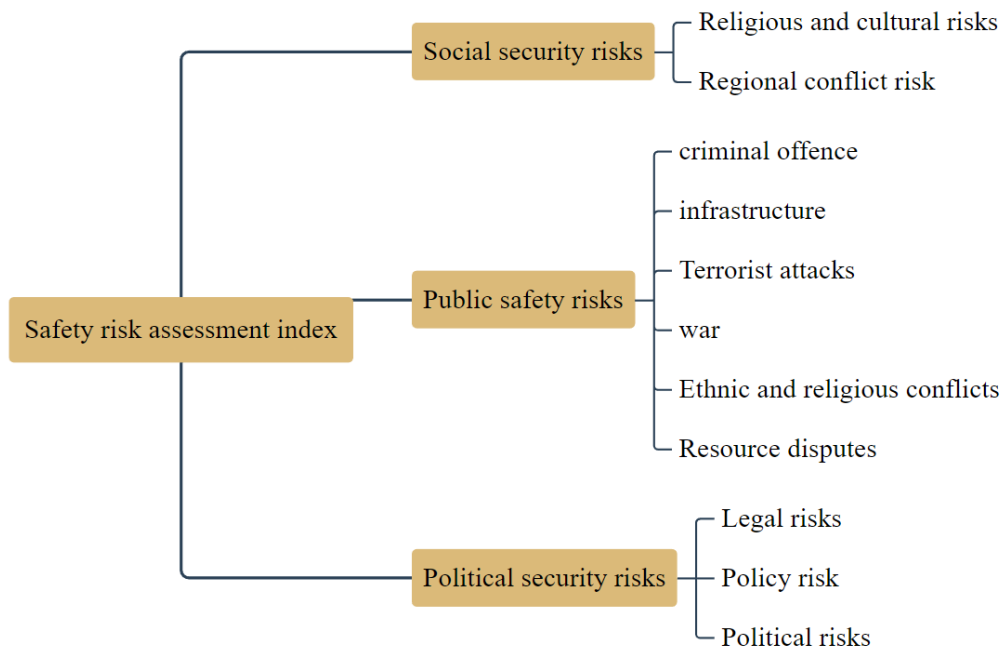 Safety risk assessment index
Social security risks
Religious and cultural risks
Regional conflict risk
Public safety risks
criminal offence
infrastructure
Terrorist attacks
war
Ethnic and religious conflicts
Resource disputes
Political security risks
Legal risks
Policy risk
Political risks